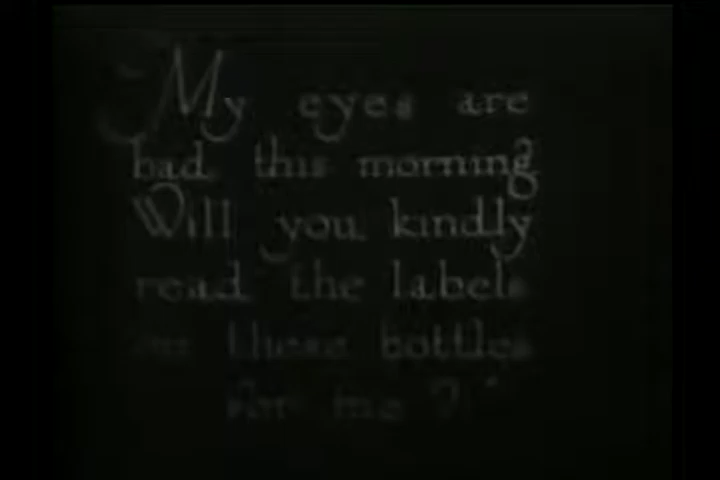 My eyes are
bad this morning
Will you kindly
read the labels
on these bottles
for me ?"